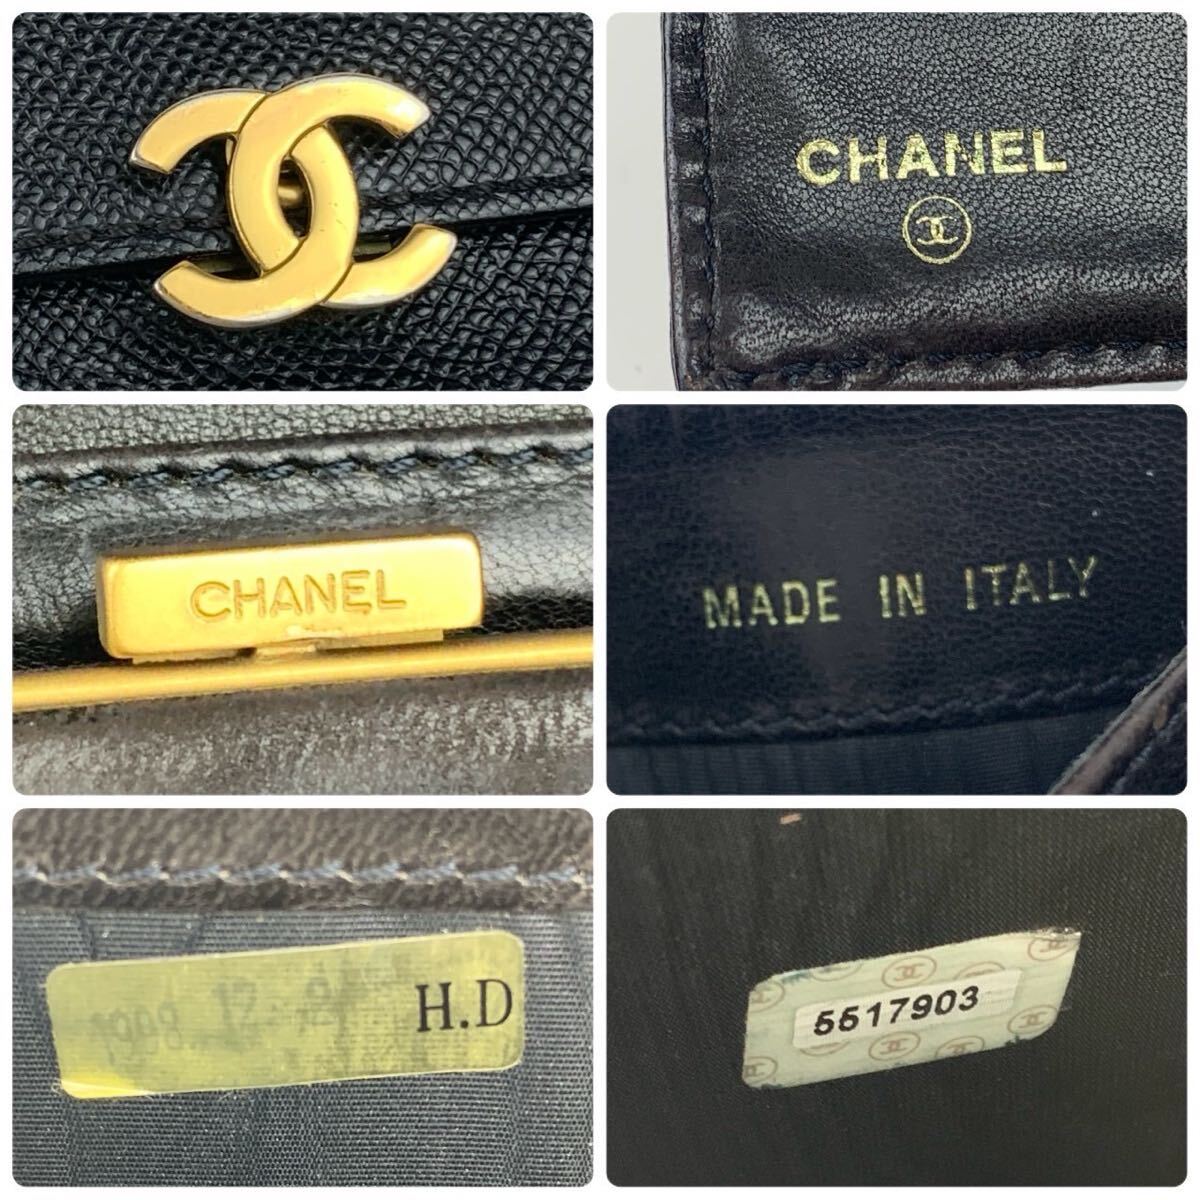 CHANEL
CHANEL
MADE IN ITALY
H.D
5517903